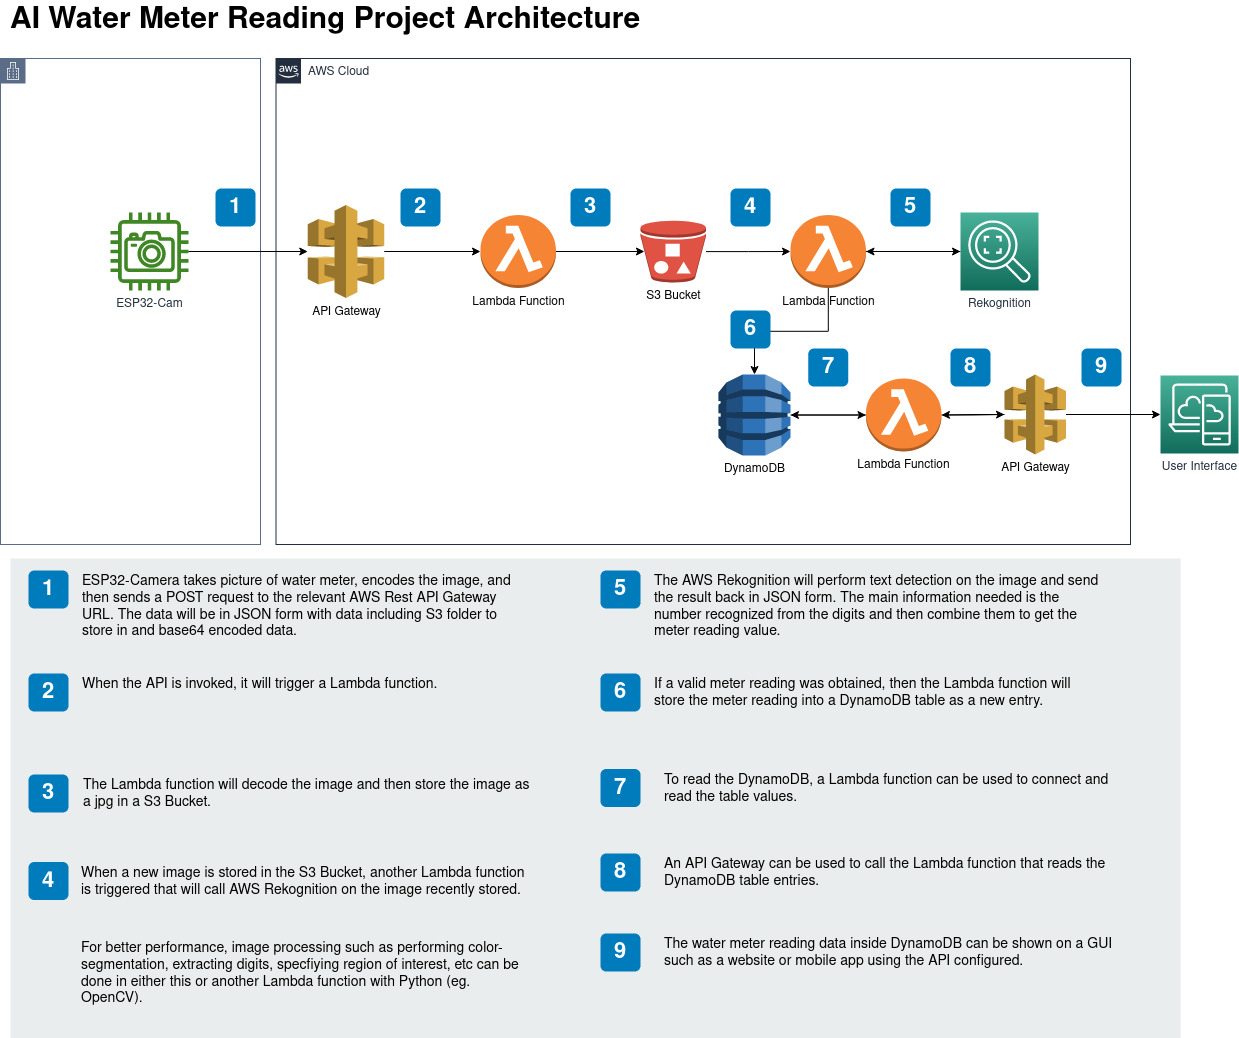 AI Water Meter Reading Project Architecture
aws
AWS Cloud
1
2
3
4
5
ESP32-Cam
API Gateway
Lambda Function
S3 Bucket
Lambda Function
Rekognition
6
7
8
9
DynamoDB
Lambda Function
API Gateway
User Interface
1
ESP32-Camera takes picture of water meter, encodes the image, and
then sends a POST request to the relevant AWS Rest API Gateway
URL. The data will be in JSON form with data including S3 folder to
store in and base64 encoded data.
2
When the API is invoked, it will trigger a Lambda function.
3
The Lambda function will decode the image and then store the image as
a jpg in a S3 Bucket.
4
When a new image is stored in the S3 Bucket, another Lambda function
is triggered that will call AWS Rekognition on the image recently stored.
For better performance, image processing such as performing color-
segmentation, extracting digits, specfiying region of interest, etc can be
done in either this or another Lambda function with Python (eg.
OpenCV).
5
The AWS Rekognition will perform text detection on the image and send
the result back in JSON form. The main information needed is the
number recognized from the digits and then combine them to get the
meter reading value.
6
If a valid meter reading was obtained, then the Lambda function will
store the meter reading into a DynamoDB table as a new entry.
7
To read the DynamoDB, a Lambda function can be used to connect and
read the table values.
8
An API Gateway can be used to call the Lambda function that reads the
DynamoDB table entries.
9
The water meter reading data inside DynamoDB can be shown on a GUI
such as a website or mobile app using the API configured.